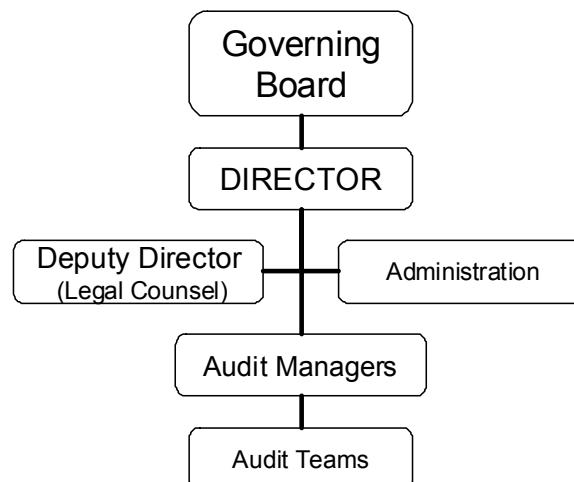 Governing
Board
DIRECTOR
Deputy Director
(Legal Counsel)
Administration
Audit Managers
Audit Teams